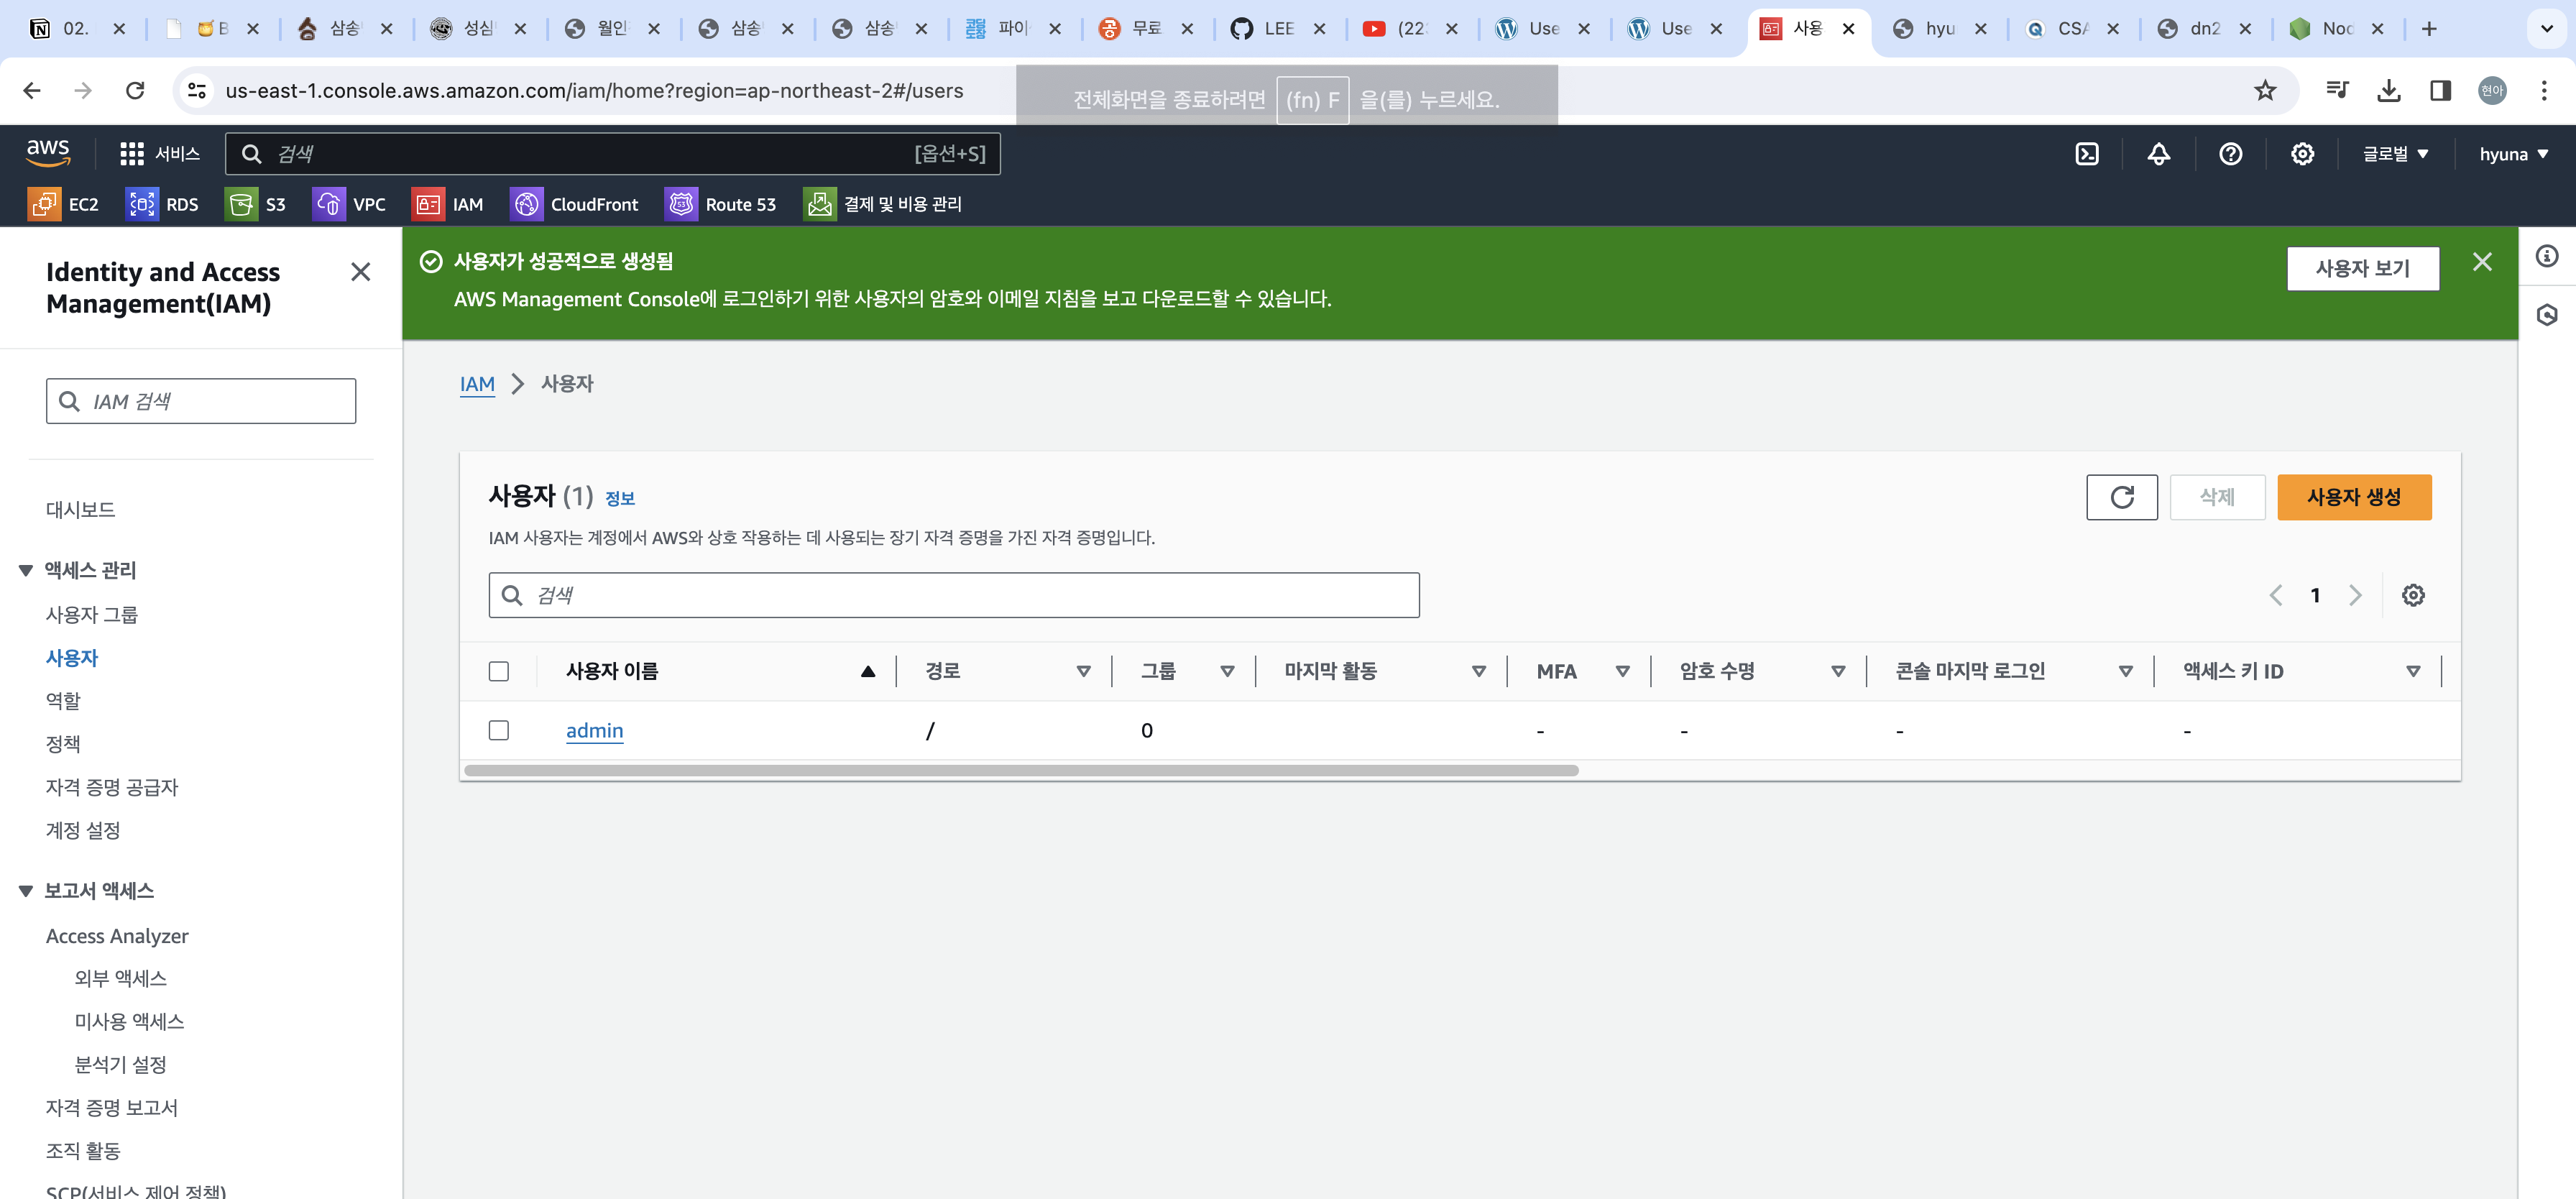 02.
B
삼송
성심
월인
삼송
삼송
파이
무료
LEE
(22
Use
Use
사용
hyu
CSA
dn2
Noc
us-east-1.console.aws.amazon.com/iam/home?region=ap-northeast-2#/users
전체화면을 종료하려면 (fn) F 을(를) 누르세요.
현아
aws
서비스
검색
[옵션+S]
글로벌
hyuna
EC2
RDS
S3
VPC
IAM
CloudFront
Route 53
결제 및 비용 관리
Identity and Access
Management(IAM)
IAM 검색
대시보드
액세스 관리
사용자 그룹
사용자
역할
정책
자격 증명 공급자
계정 설정
보고서 액세스
Access Analyzer
외부 액세스
미사용 액세스
분석기 설정
자격 증명 보고서
조직 활동
SCP(서비스 제어 정책)
사용자가 성공적으로 생성됨
AWS Management Console에 로그인하기 위한 사용자의 암호와 이메일 지침을 보고 다운로드할 수 있습니다.
사용자 보기
IAM
사용자
사용자 (1) 정보
IAM 사용자는 계정에서 AWS와 상호 작용하는 데 사용되는 장기 자격 증명을 가진 자격 증명입니다.
삭제
사용자 생성
검색
1
사용자 이름 경로 그룹 마지막 활동 MFA 암호 수명 콘솔 마지막 로그인 액세스 키 ID
admin / 0 - - - -